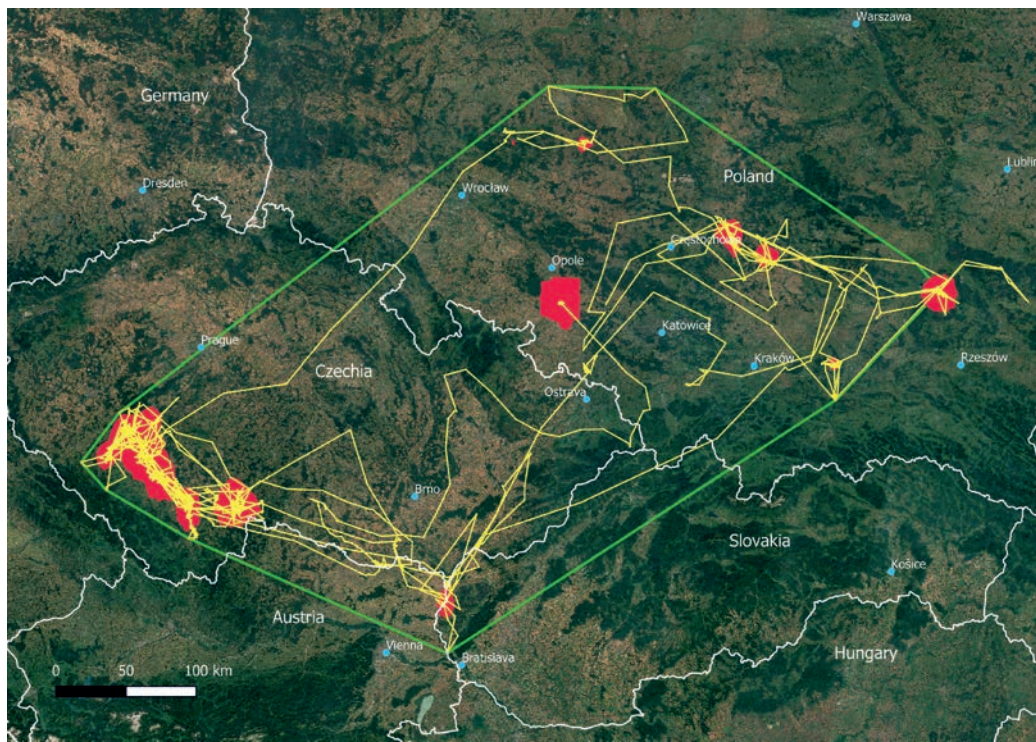 Warszawa
Germany
Dresden
Lublin
Poland
Wrocław
Częstochowa
Opole
Prague
Czechia
Katowice
Kraków
Rzeszów
Ostrava
Brno
Slovakia
Košice
Austria
Vienna
Bratislava
Hungary
0 50 100 km